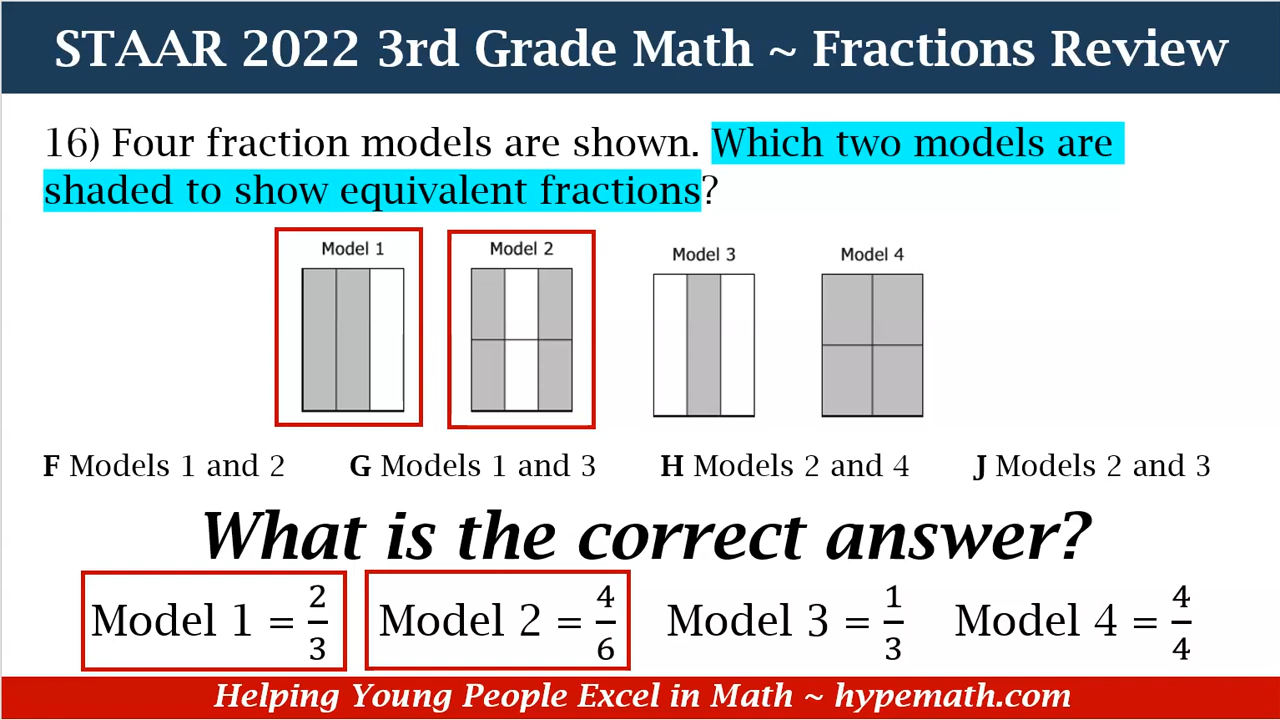 STAAR 2022 3rd Grade Math ~ Fractions Review
16) Four fraction models are shown. Which two models are
shaded to show equivalent fractions?
Model 1 Model 2 Model 3 Model 4
F Models 1 and 2 G Models 1 and 3 H Models 2 and 4 J Models 2 and 3
What is the correct answer?
Model 1 = 2/3 Model 2 = 4/6 Model 3 = 1/3 Model 4 = 4/4
Helping Young People Excel in Math ~ hypemath.com